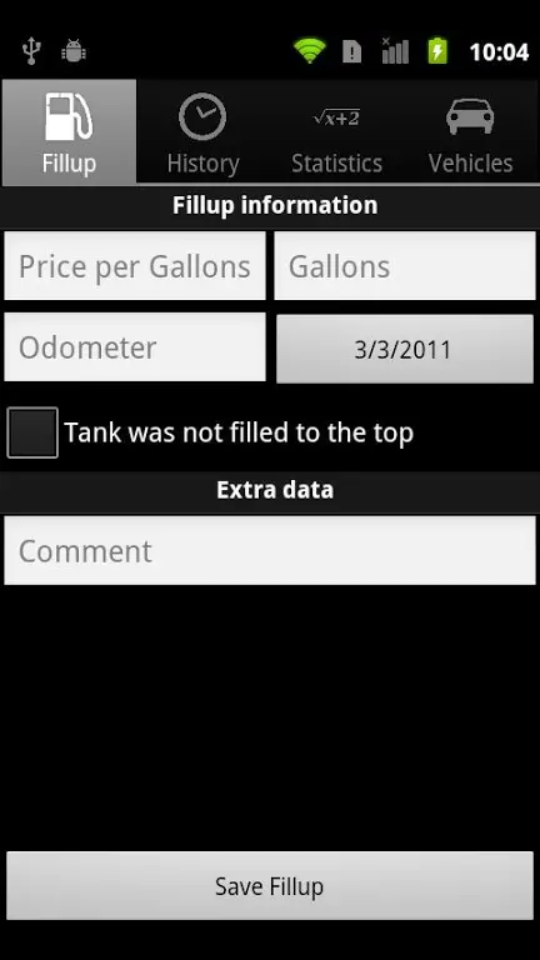 10:04
√x+2
Fillup History Statistics Vehicles
Fillup information
Price per Gallons Gallons
Odometer 3/3/2011
Tank was not filled to the top
Extra data
Comment
Save Fillup